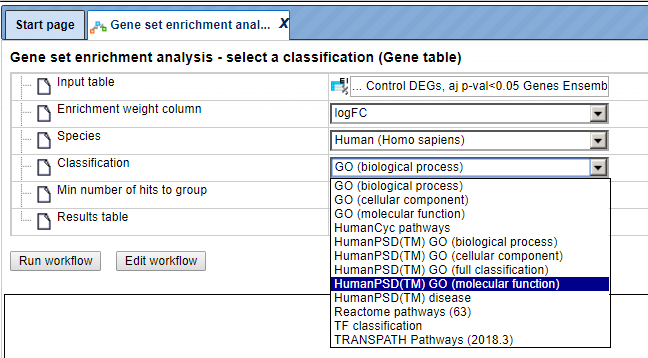 Start page
Gene set enrichment anal... X
Gene set enrichment analysis - select a classification (Gene table)
Input table
... Control DEGs, aj p-val<0.05 Genes Ensemb
Enrichment weight column
logFC
Species
Human (Homo sapiens)
Classification
GO (biological process)
Min number of hits to group
Results table
GO (biological process)
GO (cellular component)
GO (molecular function)
HumanCyc pathways
HumanPSD(TM) GO (biological process)
HumanPSD(TM) GO (cellular component)
HumanPSD(TM) GO (full classification)
HumanPSD(TM) GO (molecular function)
HumanPSD(TM) disease
Reactome pathways (63)
TF classification
TRANSPATH Pathways (2018.3)
Run workflow
Edit workflow